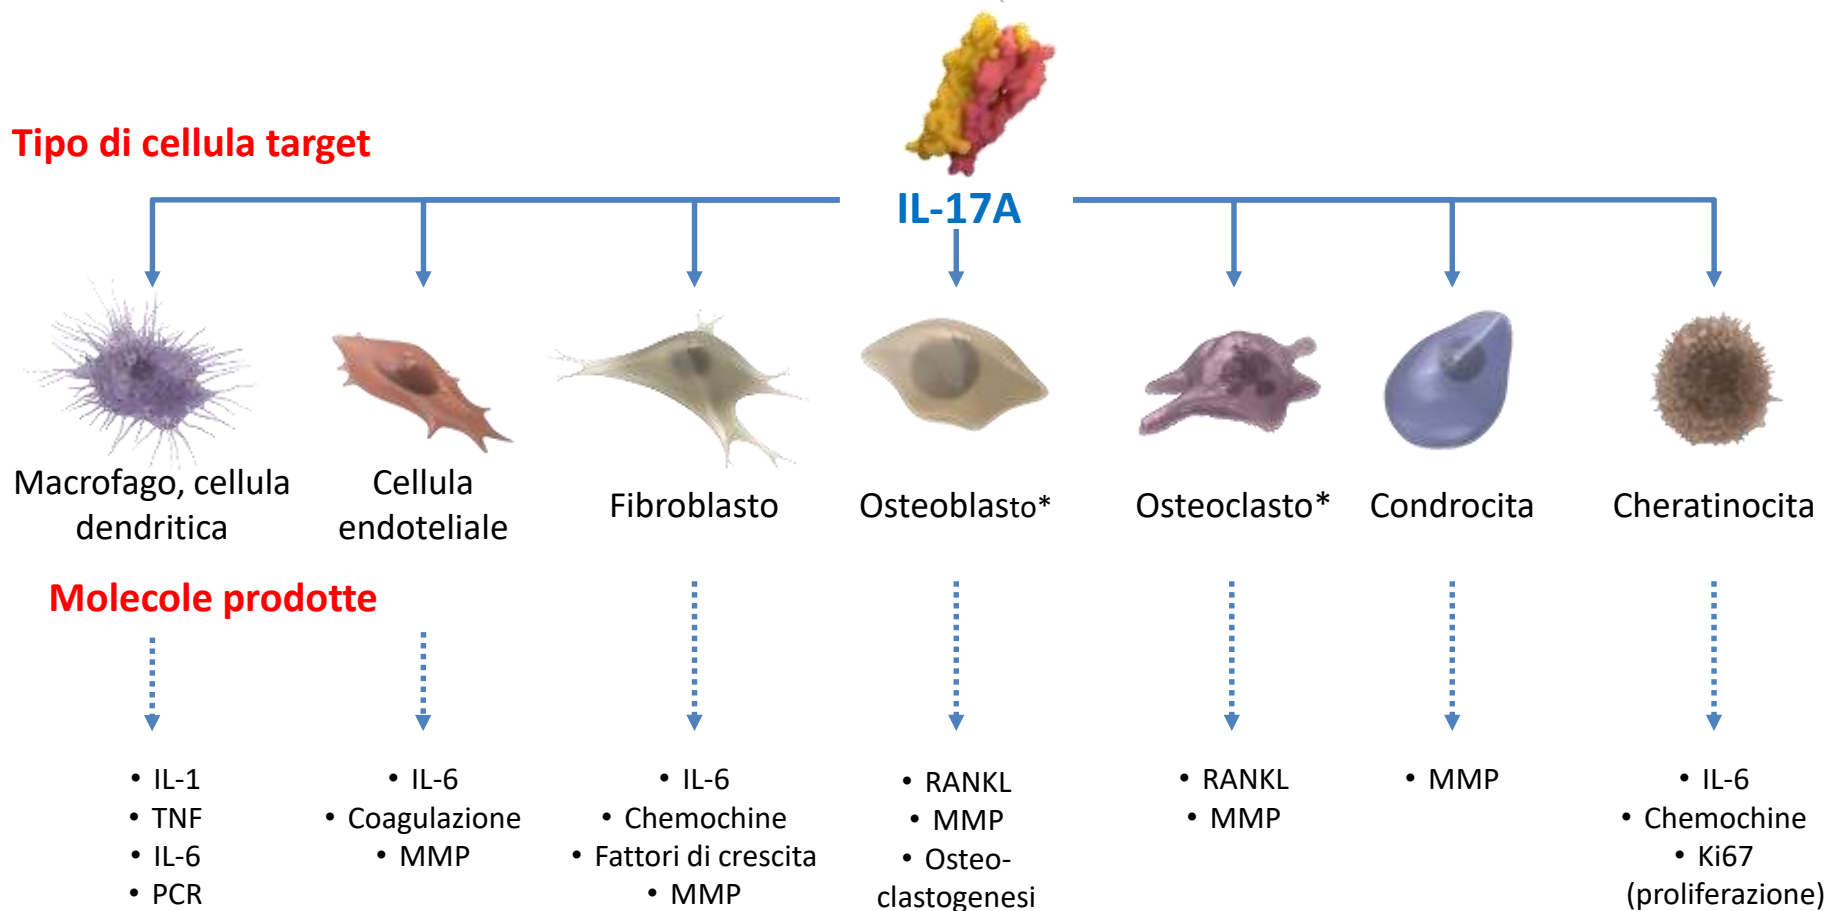 Tipo di cellula target
IL-17A
Macrofago, cellula
dendritica
Cellula
endoteliale
Fibroblasto
Osteoblasto*
Osteoclasto*
Condrocita
Cheratinocita
Molecole prodotte
• IL-1
• TNF
• IL-6
• PCR
• IL-6
• Coagulazione
• MMP
• IL-6
• Chemochine
• Fattori di crescita
• MMP
• RANKL
• MMP
• Osteo-
clastogenesi
• RANKL
• MMP
• MMP
• IL-6
• Chemochine
• Ki67
(proliferazione)